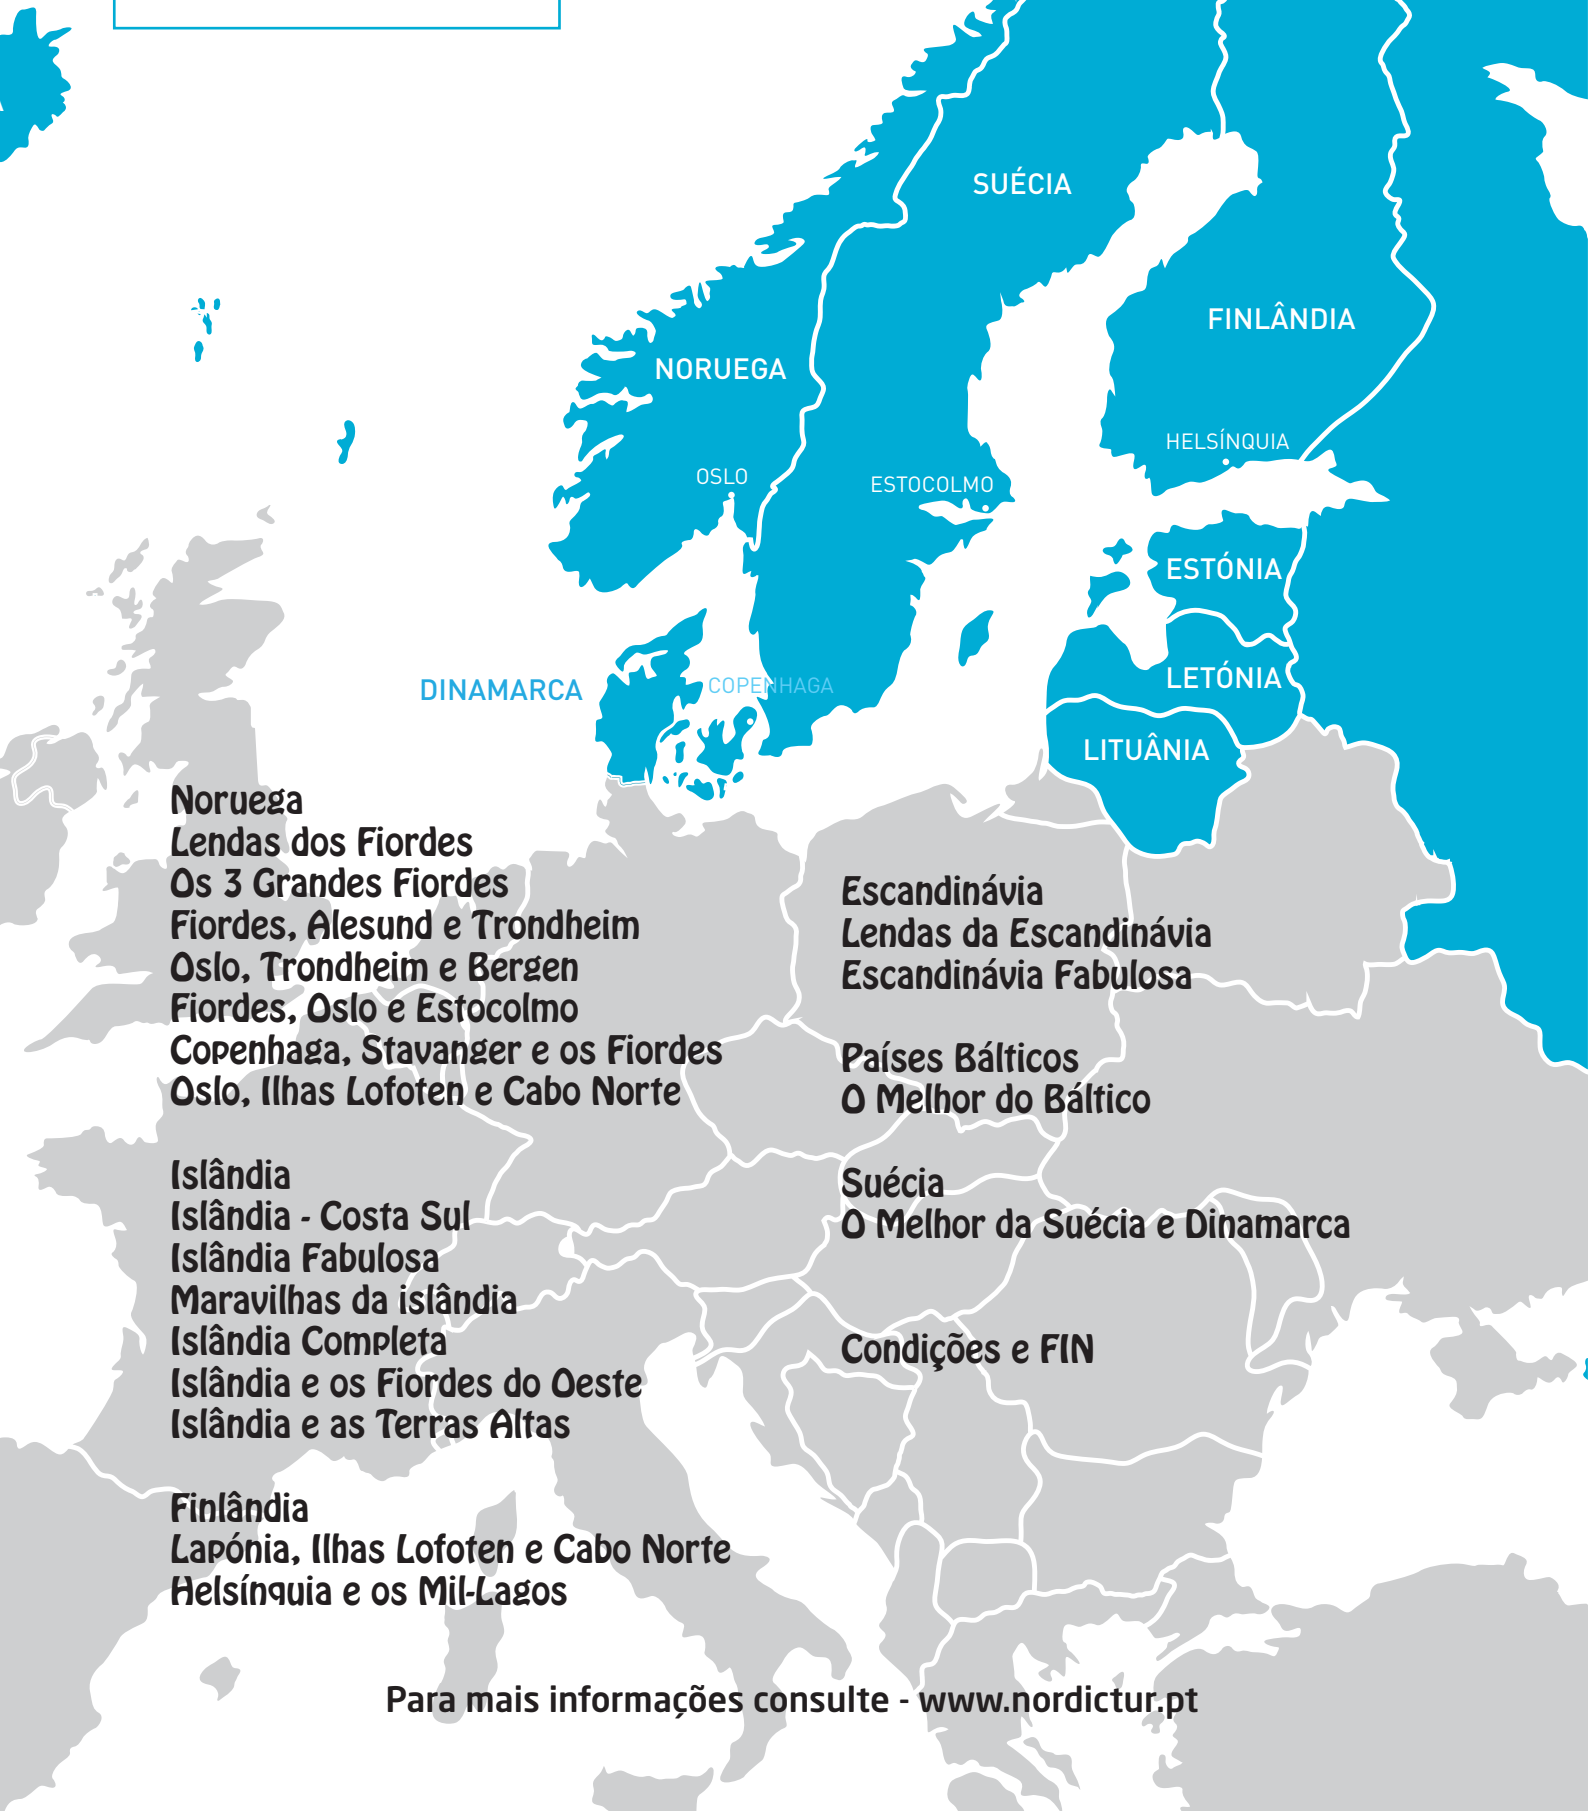 SUÉCIA
FINLÂNDIA
NORUEGA
HELSÍNQUIA
OSLO
ESTOCOLMO
ESTÓNIA
LETÓNIA
DINAMARCA
COPENHAGA
LITUÂNIA
Noruega
Lendas dos Fiordes
Os 3 Grandes Fiordes
Fiordes, Alesund e Trondheim
Oslo, Trondheim e Bergen
Fiordes, Oslo e Estocolmo
Copenhaga, Stavanger e os Fiordes
Oslo, Ilhas Lofoten e Cabo Norte
Islândia
Islândia - Costa Sul
Islândia Fabulosa
Maravilhas da islândia
Islândia Completa
Islândia e os Fiordes do Oeste
Islândia e as Terras Altas
Finlândia
Lapónia, Ilhas Lofoten e Cabo Norte
Helsínquia e os Mil-Lagos
Escandinávia
Lendas da Escandinávia
Escandinávia Fabulosa
Países Bálticos
O Melhor do Báltico
Suécia
O Melhor da Suécia e Dinamarca
Condições e FIN
Para mais informações consulte - www.nordictur.pt